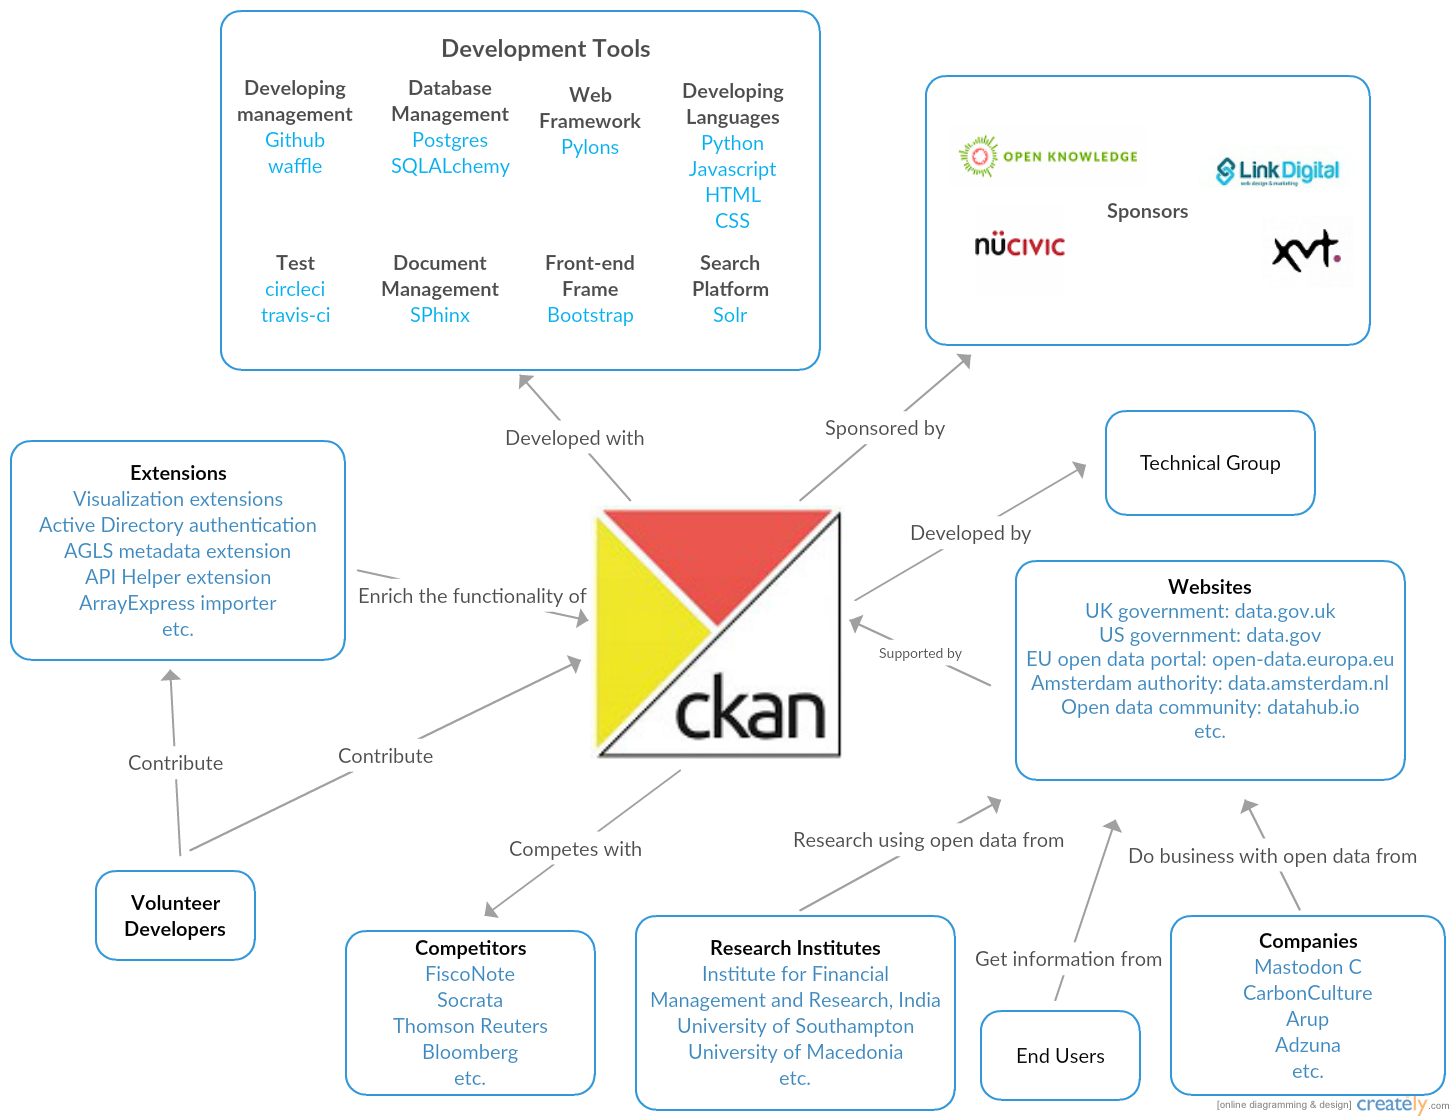 Development Tools
Developing
management
Github
waffle
Database
Management
Postgres
SQLALchemy
Web
Framework
Pylons
Developing
Languages
Python
Javascript
HTML
CSS
Test
circleci
travis-ci
Document
Management
SPhinx
Front-end
Frame
Bootstrap
Search
Platform
Solr
OPEN KNOWLEDGE
Link Digital
web design & marketing
Sponsors
nüCIVIC
xvt.
Developed with
Sponsored by
Technical Group
Developed by
Extensions
Visualization extensions
Active Directory authentication
AGLS metadata extension
API Helper extension
ArrayExpress importer
etc.
Enrich the functionality of
ckan
Supported by
Websites
UK government: data.gov.uk
US government: data.gov
EU open data portal: open-data.europa.eu
Amsterdam authority: data.amsterdam.nl
Open data community: datahub.io
etc.
Contribute
Contribute
Competes with
Research using open data from
Do business with open data from
Get information from
Volunteer
Developers
Competitors
FiscoNote
Socrata
Thomson Reuters
Bloomberg
etc.
Research Institutes
Institute for Financial
Management and Research, India
University of Southampton
University of Macedonia
etc.
End Users
Companies
Mastodon C
CarbonCulture
Arup
Adzuna
etc.
[online diagramming & design] creately.com